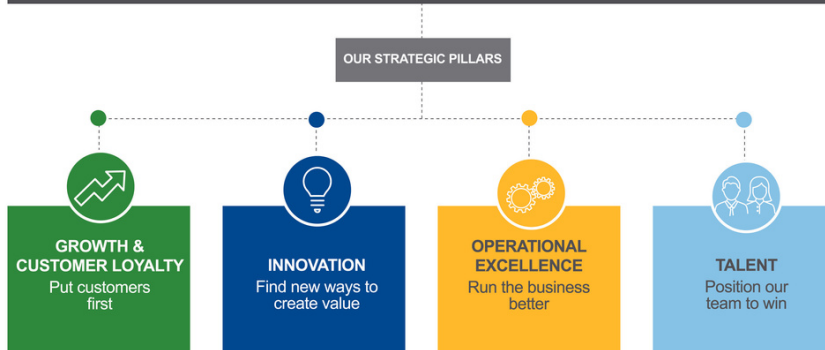 OUR STRATEGIC PILLARS
GROWTH &
CUSTOMER LOYALTY
Put customers
first
INNOVATION
Find new ways to
create value
OPERATIONAL
EXCELLENCE
Run the business
better
TALENT
Position our
team to win